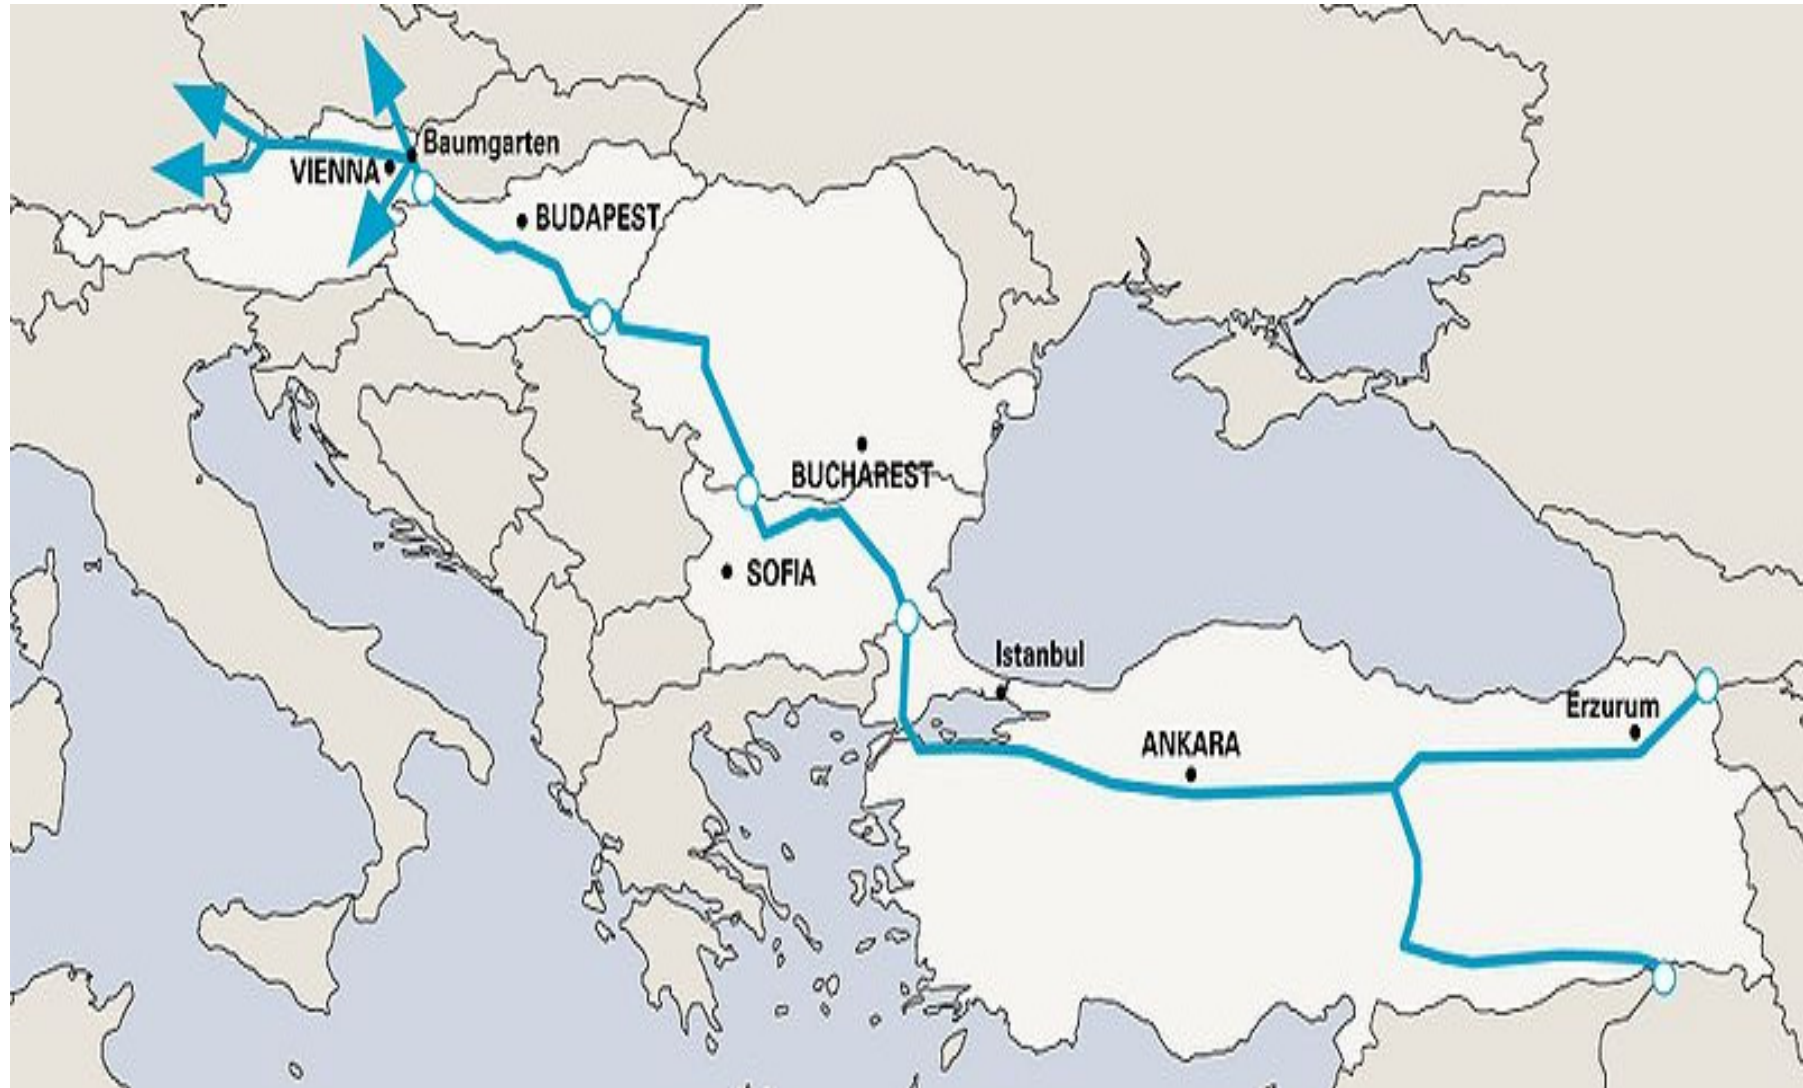 Baumgarten
VIENNA
BUDAPEST
BUCHAREST
SOFIA
Istanbul
Erzurum
ANKARA